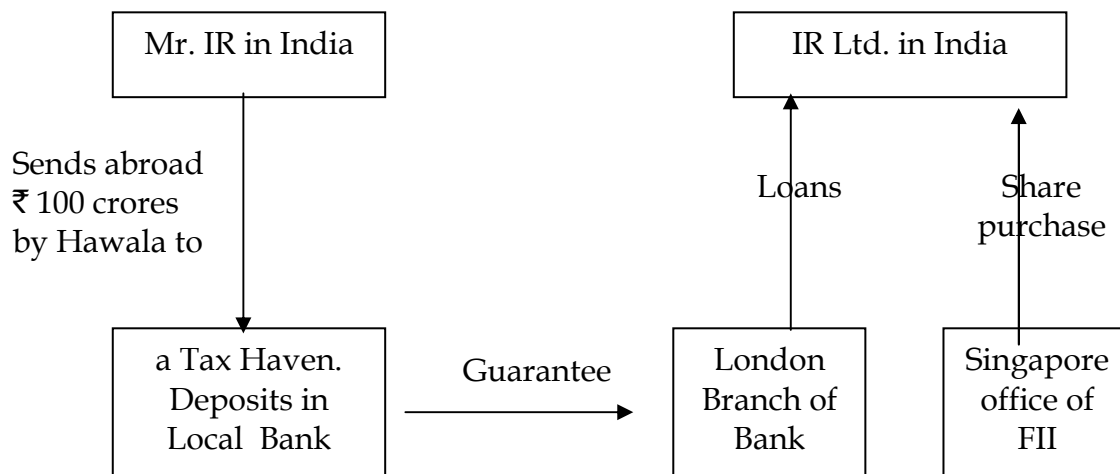 Mr. IR in India
IR Ltd. in India
Sends abroad
₹ 100 crores
by Hawala to
Loans
Share
purchase
a Tax Haven.
Deposits in
Local Bank
Guarantee
London
Branch of
Bank
Singapore
office of
FII